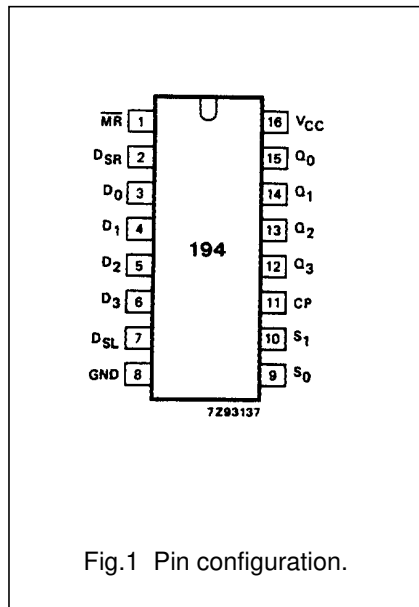 M̅R̅ 1 16 VCC
DSR 2 15 Q0
D0 3 14 Q1
D1 4 13 Q2
194
D2 5 12 Q3
D3 6 11 CP
DSL 7 10 S1
GND 8 9 S0
7Z93137
Fig.1 Pin configuration.